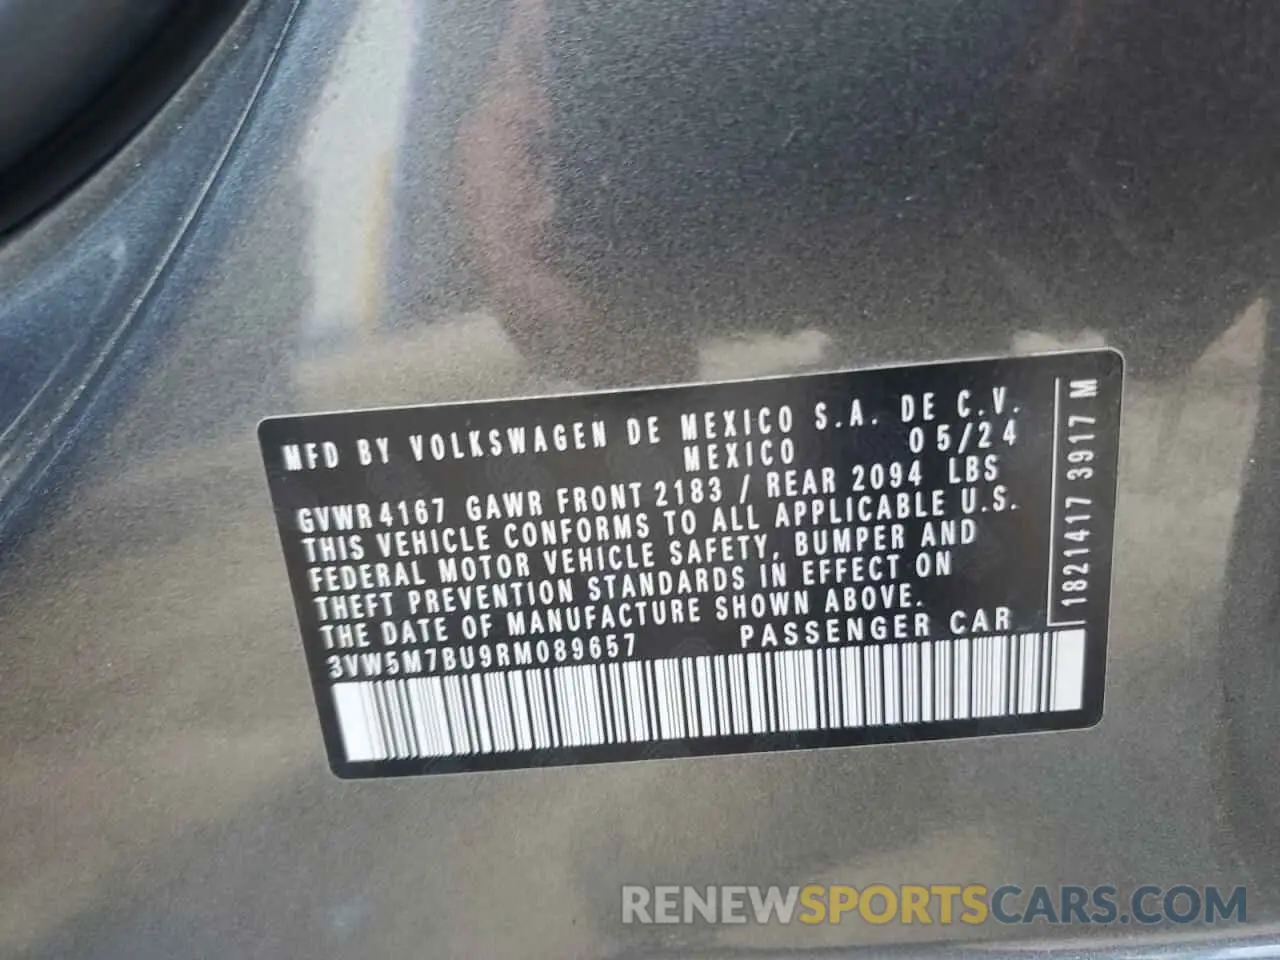 MFD BY VOLKSWAGEN DE MEXICO S.A. DE C.V.
MEXICO 05/24
GVWR 4167 GAWR FRONT 2183 / REAR 2094 LBS
THIS VEHICLE CONFORMS TO ALL APPLICABLE U.S.
FEDERAL MOTOR VEHICLE SAFETY, BUMPER AND
THEFT PREVENTION STANDARDS IN EFFECT ON
THE DATE OF MANUFACTURE SHOWN ABOVE.
3VW5M7BU9RM089657 PASSENGER CAR
1821417 3917 M
RENEWSPORTSCARS.COM